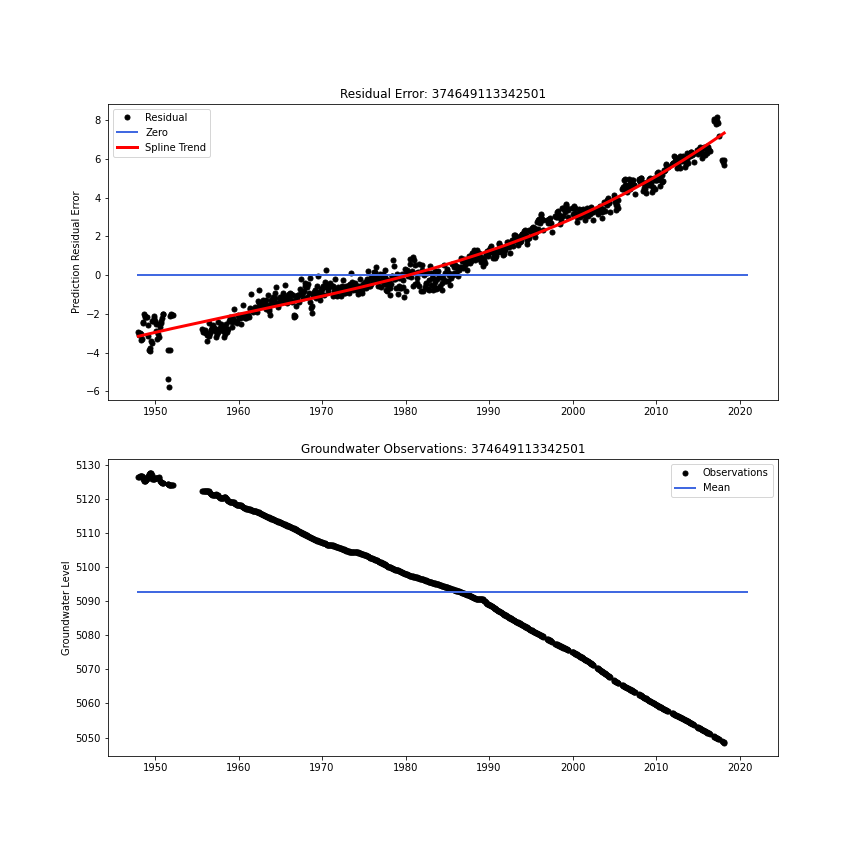 Residual Error: 374649113342501
Residual
Zero
Spline Trend
Prediction Residual Error
8
6
4
2
0
−2
−4
−6
1950 1960 1970 1980 1990 2000 2010 2020
Groundwater Observations: 374649113342501
Observations
Mean
Groundwater Level
5130
5120
5110
5100
5090
5080
5070
5060
5050
1950 1960 1970 1980 1990 2000 2010 2020